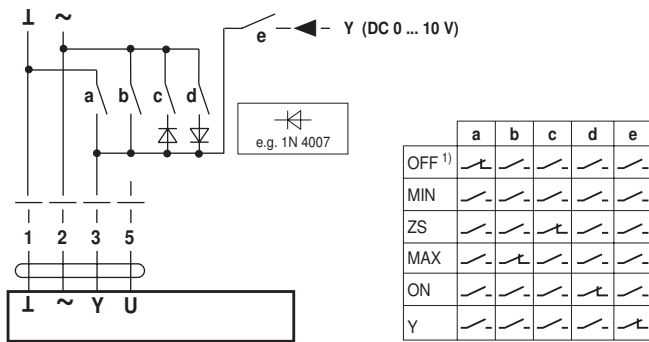 ⊥ ~
e Y (DC 0 ... 10 V)
a b c d
e.g. 1N 4007
1 2 3 5
⊥ ~ Y U
a b c d e
OFF 1)
MIN
ZS
MAX
ON
Y